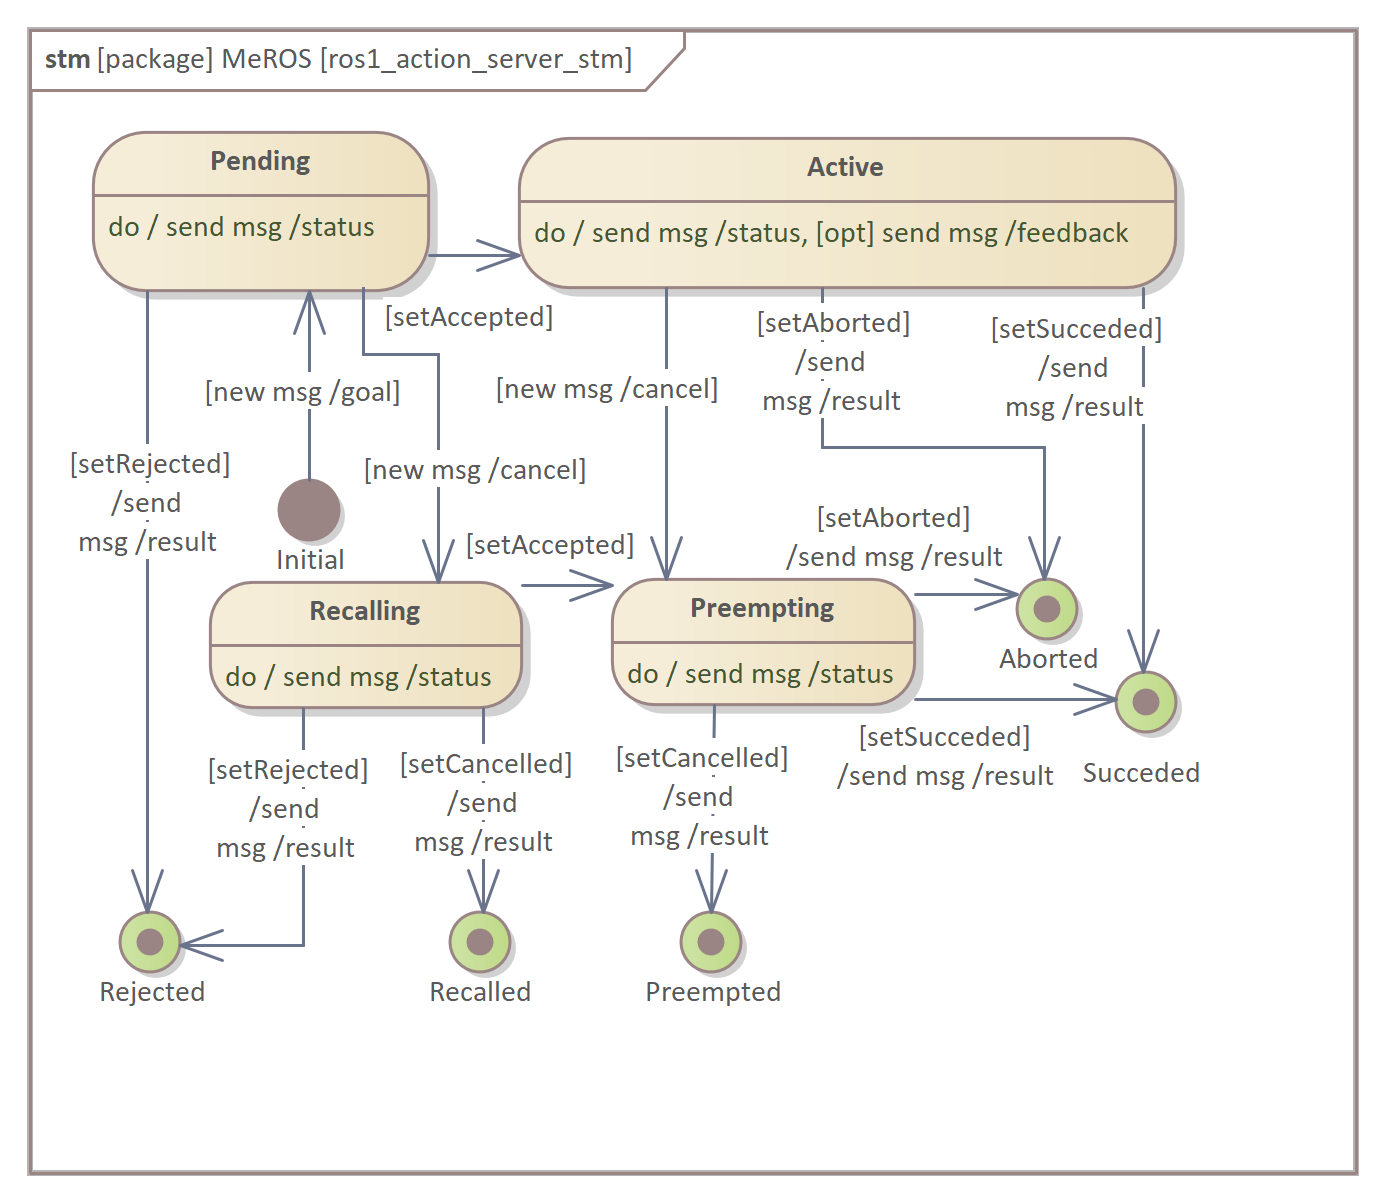 stm [package] MeROS [ros1_action_server_stm]
Pending
do / send msg /status
Active
do / send msg /status, [opt] send msg /feedback
[setAccepted]
[setAborted]
/send
msg /result
[setSucceded]
/send
msg /result
[new msg /goal]
[new msg /cancel]
[setRejected]
/send
msg /result
[new msg /cancel]
Initial
[setAccepted]
[setAborted]
/send msg /result
Recalling
do / send msg /status
Preempting
do / send msg /status
Aborted
[setSucceded]
/send msg /result
Succeded
[setRejected]
/send
msg /result
[setCancelled]
/send
msg /result
[setCancelled]
/send
msg /result
Rejected
Recalled
Preempted